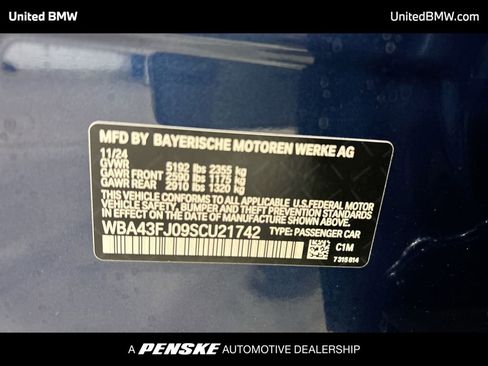 United BMW
UnitedBMW.com
MFD BY BAYERISCHE MOTOREN WERKE AG
11/24
GVWR 5192 lbs 2355 kg
GAWR FRONT 2590 lbs 1175 kg
GAWR REAR 2910 lbs 1320 kg
THIS VEHICLE CONFORMS TO ALL APPLICABLE U.S.FEDERAL MOTOR
VEHICLE SAFETY, BUMPER, AND THEFT PREVENTION STANDARDS
IN EFFECT ON THE DATE OF MANUFACTURE SHOWN ABOVE.
WBA43FJ09SCU21742 TYPE: PASSENGER CAR
C1M
7315814
A PENSKE AUTOMOTIVE DEALERSHIP